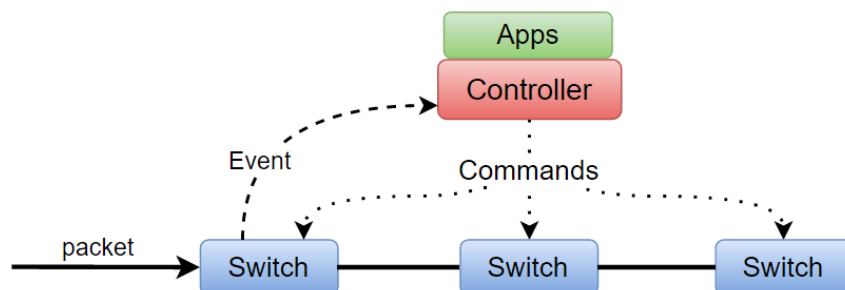 Apps
Controller
Event
Commands
packet
Switch
Switch
Switch